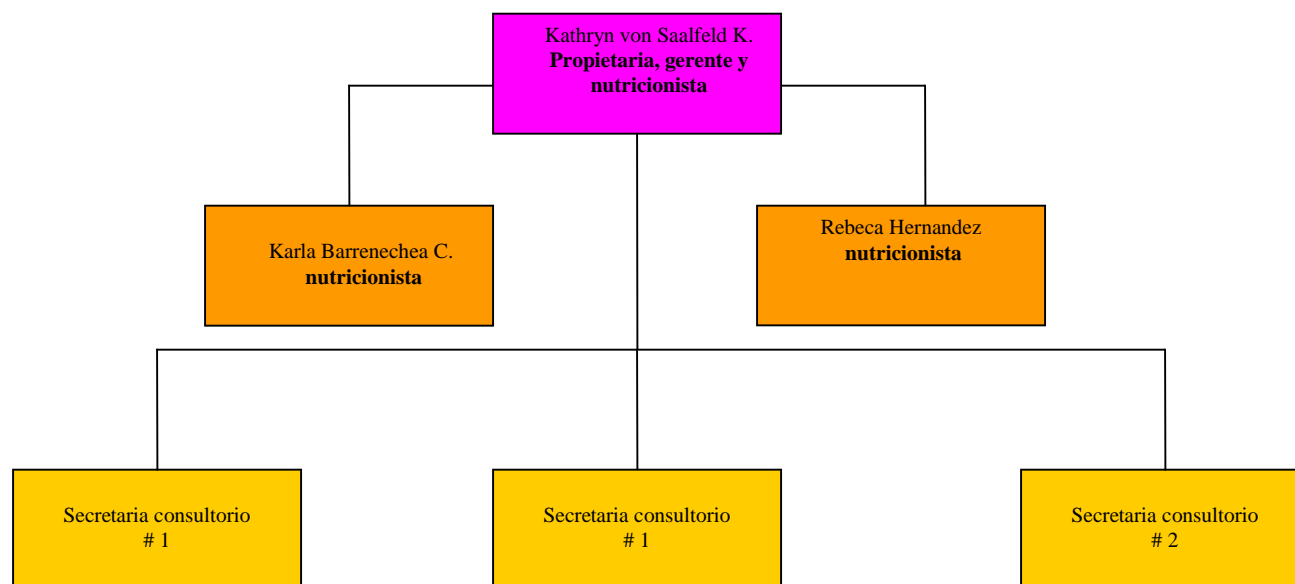 Kathryn von Saalfeld K.
Propietaria, gerente y
nutricionista
Karla Barrenechea C.
nutricionista
Rebeca Hernandez
nutricionista
Secretaria consultorio
# 1
Secretaria consultorio
# 1
Secretaria consultorio
# 2